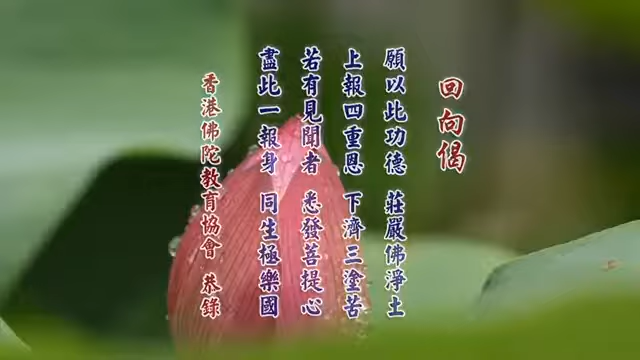 回向偈
願以此功德 莊嚴佛淨土
上報四重恩 下濟三塗苦
若有見聞者 悉發菩提心
盡此一報身 同生極樂國
香港佛陀教育協會 恭錄